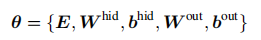 θ = {E, W^hid, b^hid, W^out, b^out}